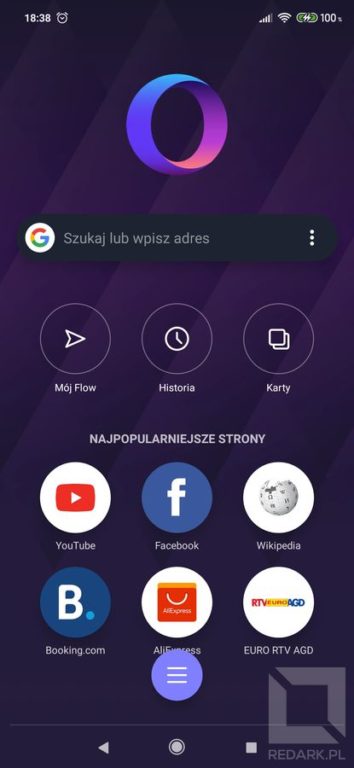 18:38
100 %
Szukaj lub wpisz adres
Mój Flow
Historia
Karty
NAJPOPULARNIEJSZE STRONY
YouTube
Facebook
Wikipedia
B.
AliExpress
RTV EURO AGD
Booking.com
AliExpress
EURO RTV AGD
REDARK.PL